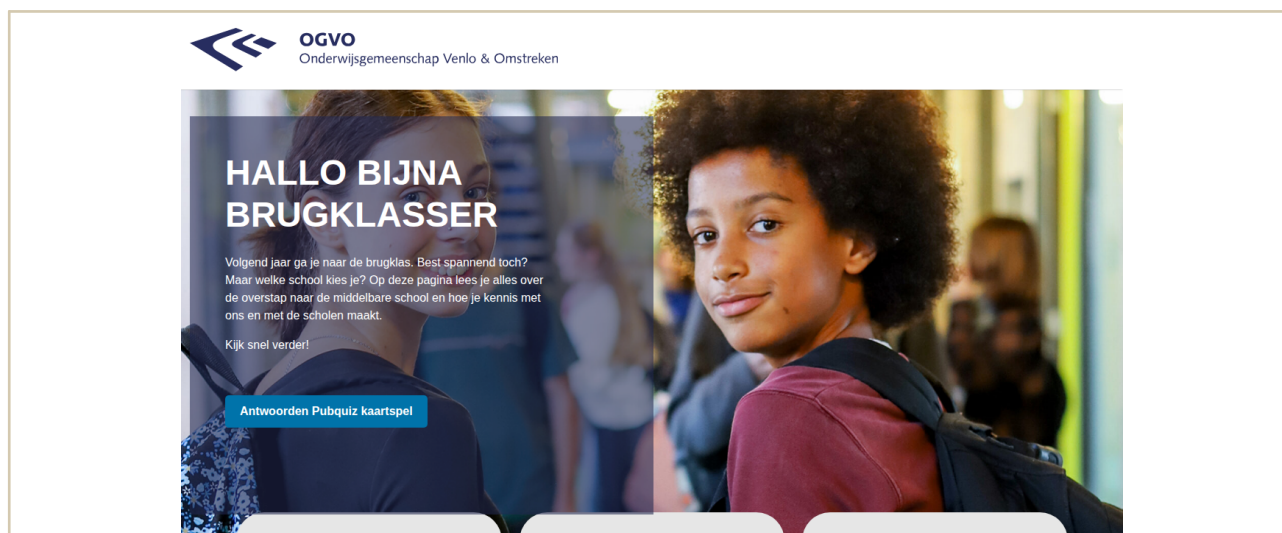 OGVO
Onderwijsgemeenschap Venlo & Omstreken
HALLO BIJNA
BRUGKLASSER
Volgend jaar ga je naar de brugklas. Best spannend toch?
Maar welke school kies je? Op deze pagina lees je alles over
de overstap naar de middelbare school en hoe je kennis met
ons en met de scholen maakt.
Kijk snel verder!
Antwoorden Pubquiz kaartspel